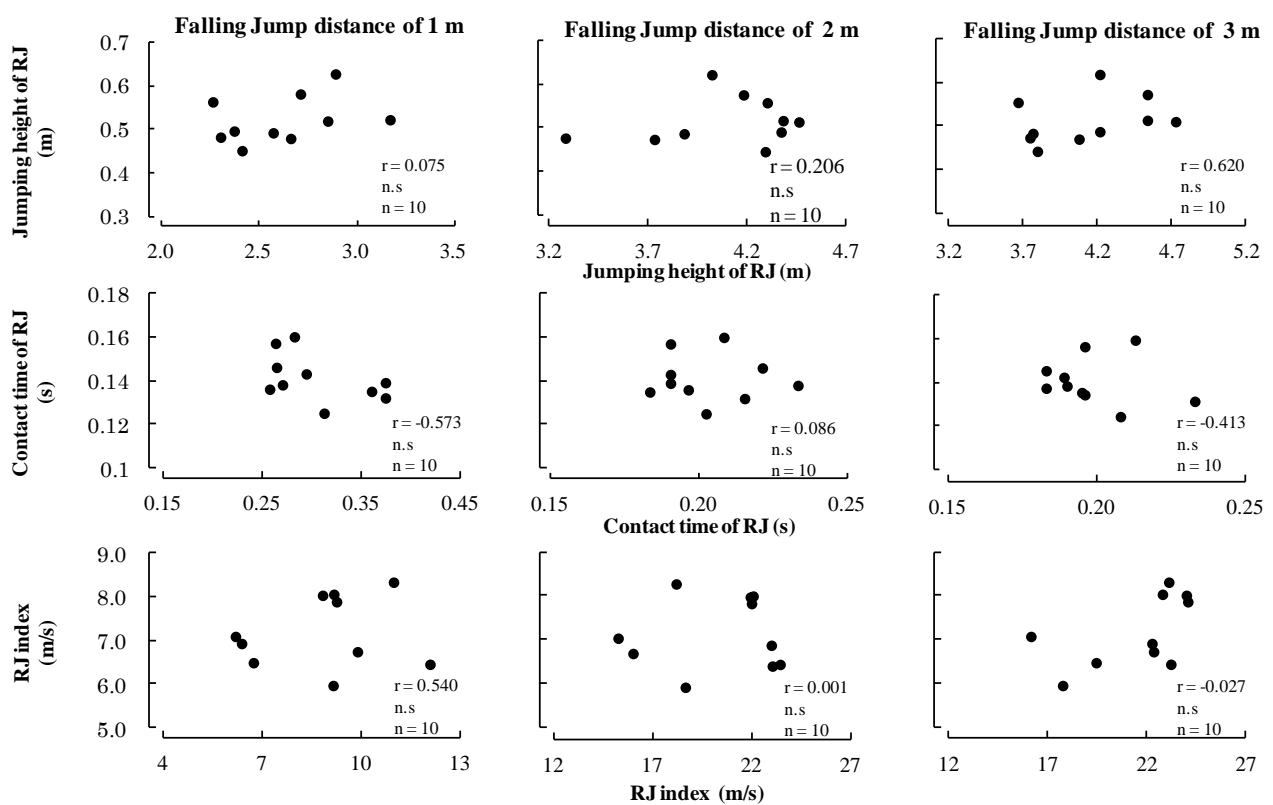 Falling Jump distance of 1 m
Falling Jump distance of 2 m
Falling Jump distance of 3 m
Jumping height of RJ
(m)
0.7
0.6
0.5
0.4
0.3
r = 0.075
n.s
n = 10
r = 0.206
n.s
n = 10
r = 0.620
n.s
n = 10
2.0 2.5 3.0 3.5
3.2 3.7 4.2 4.7
3.2 3.7 4.2 4.7 5.2
Jumping height of RJ (m)
Contact time of RJ
(s)
0.18
0.16
0.14
0.12
0.1
r = -0.573
n.s
n = 10
r = 0.086
n.s
n = 10
r = -0.413
n.s
n = 10
0.15 0.25 0.35 0.45
0.15 0.20 0.25
0.15 0.20 0.25
Contact time of RJ (s)
RJ index
(m/s)
9.0
8.0
7.0
6.0
5.0
r = 0.540
n.s
n = 10
r = 0.001
n.s
n = 10
r = -0.027
n.s
n = 10
4 7 10 13
12 17 22 27
12 17 22 27
RJ index (m/s)